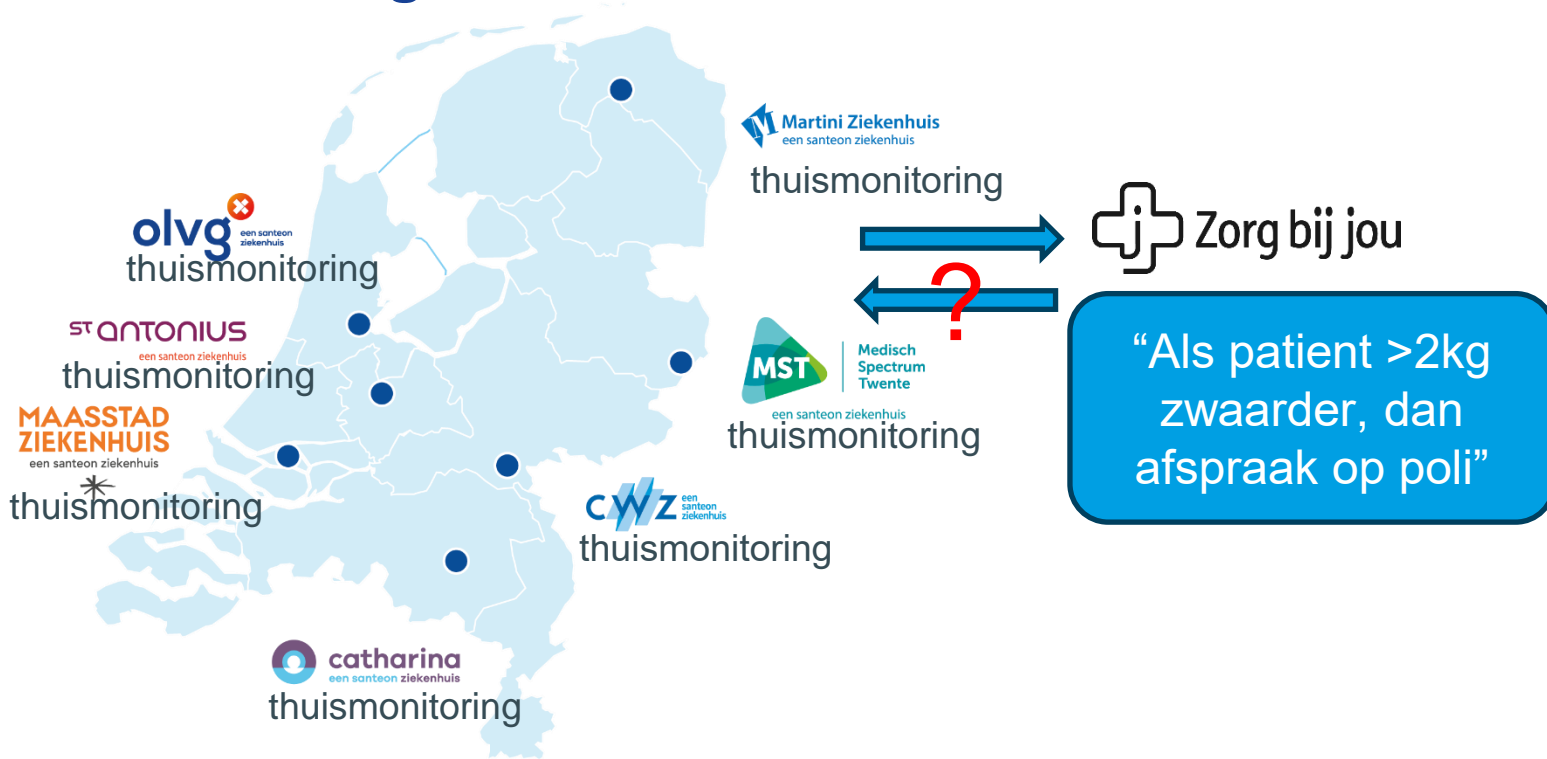 Martini Ziekenhuis
een santeon ziekenhuis
thuismonitoring
olvg
een santeon
ziekenhuis
thuismonitoring
Zorg bij jou
?
ST antonius
een santeon ziekenhuis
thuismonitoring
MST
Medisch
Spectrum
Twente
een santeon ziekenhuis
thuismonitoring
“Als patient >2kg
zwaarder, dan
afspraak op poli”
MAASSTAD
ZIEKENHUIS
een santeon ziekenhuis
thuismonitoring
CWZ
een
santeon
ziekenhuis
thuismonitoring
catharina
een santeon ziekenhuis
thuismonitoring